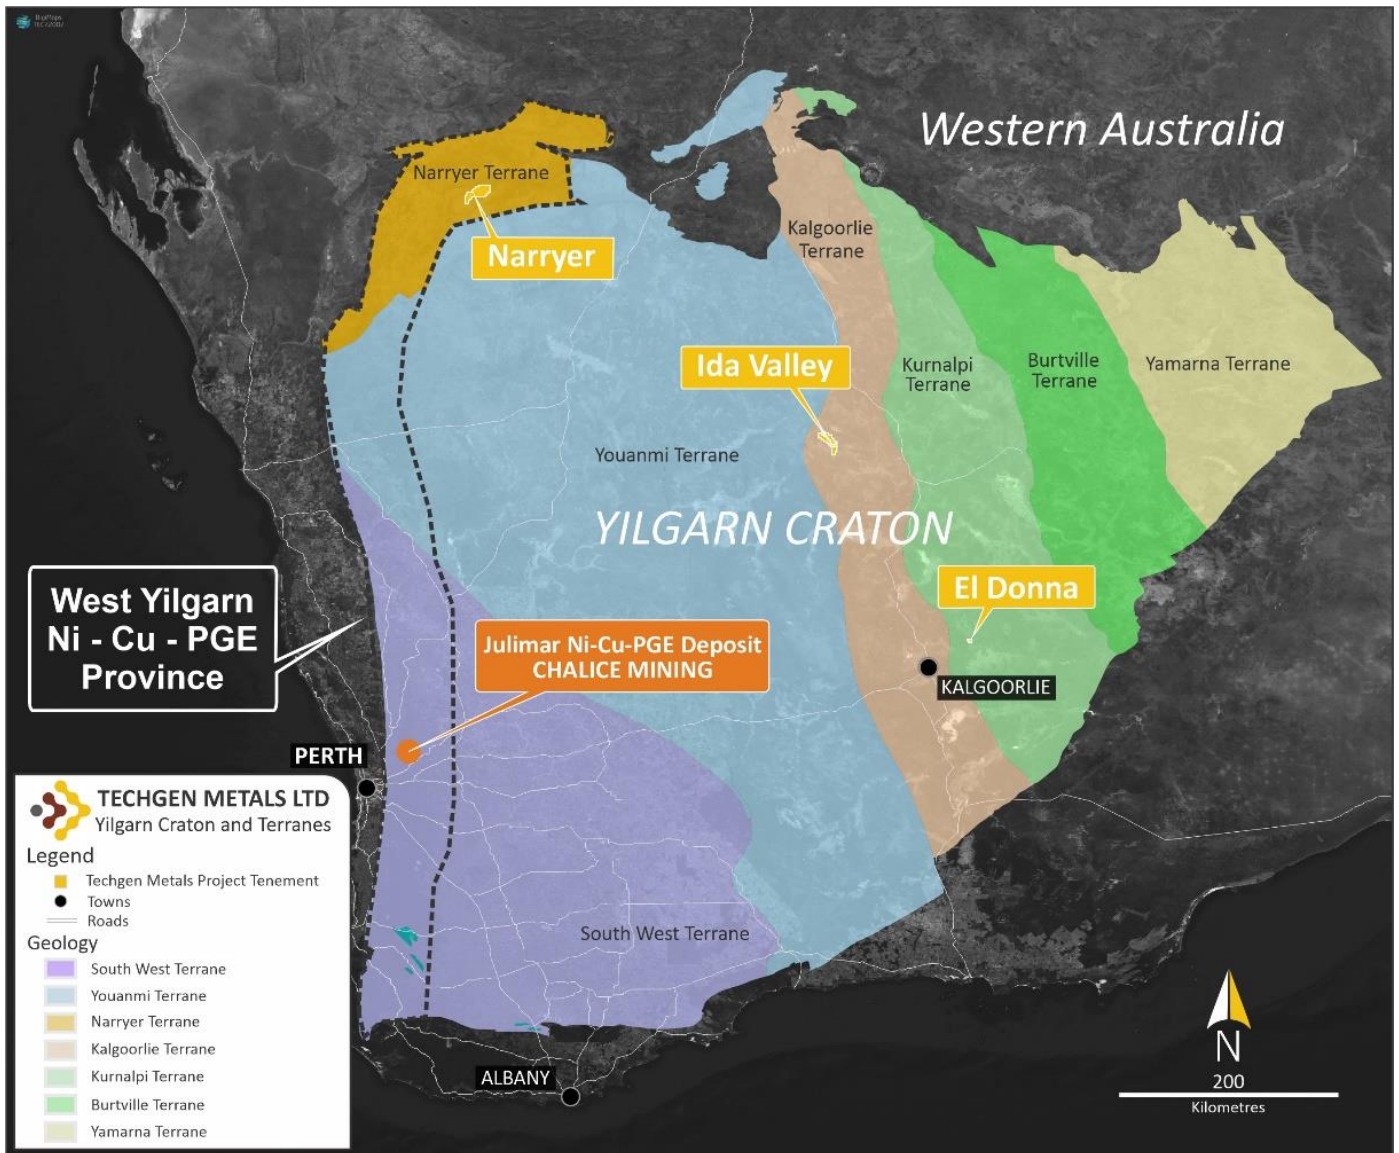 Western Australia
Narryer Terrane
Narryer
Kalgoorlie
Terrane
Ida Valley
Kurnalpi
Terrane
Burtville
Terrane
Yamarna Terrane
Youanmi Terrane
YILGARN CRATON
El Donna
West Yilgarn
Ni - Cu - PGE
Province
Julimar Ni-Cu-PGE Deposit
CHALICE MINING
KALGOORLIE
PERTH
South West Terrane
ALBANY
TECHGEN METALS LTD
Yilgarn Craton and Terranes
Legend
Techgen Metals Project Tenement
Towns
Roads
Geology
South West Terrane
Youanmi Terrane
Narryer Terrane
Kalgoorlie Terrane
Kurnalpi Terrane
Burtville Terrane
Yamarna Terrane
N
200
Kilometres